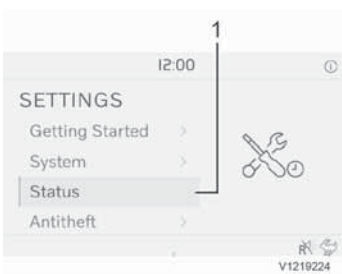 1
12:00
SETTINGS
Getting Started
System
Status
Antitheft
V1219224